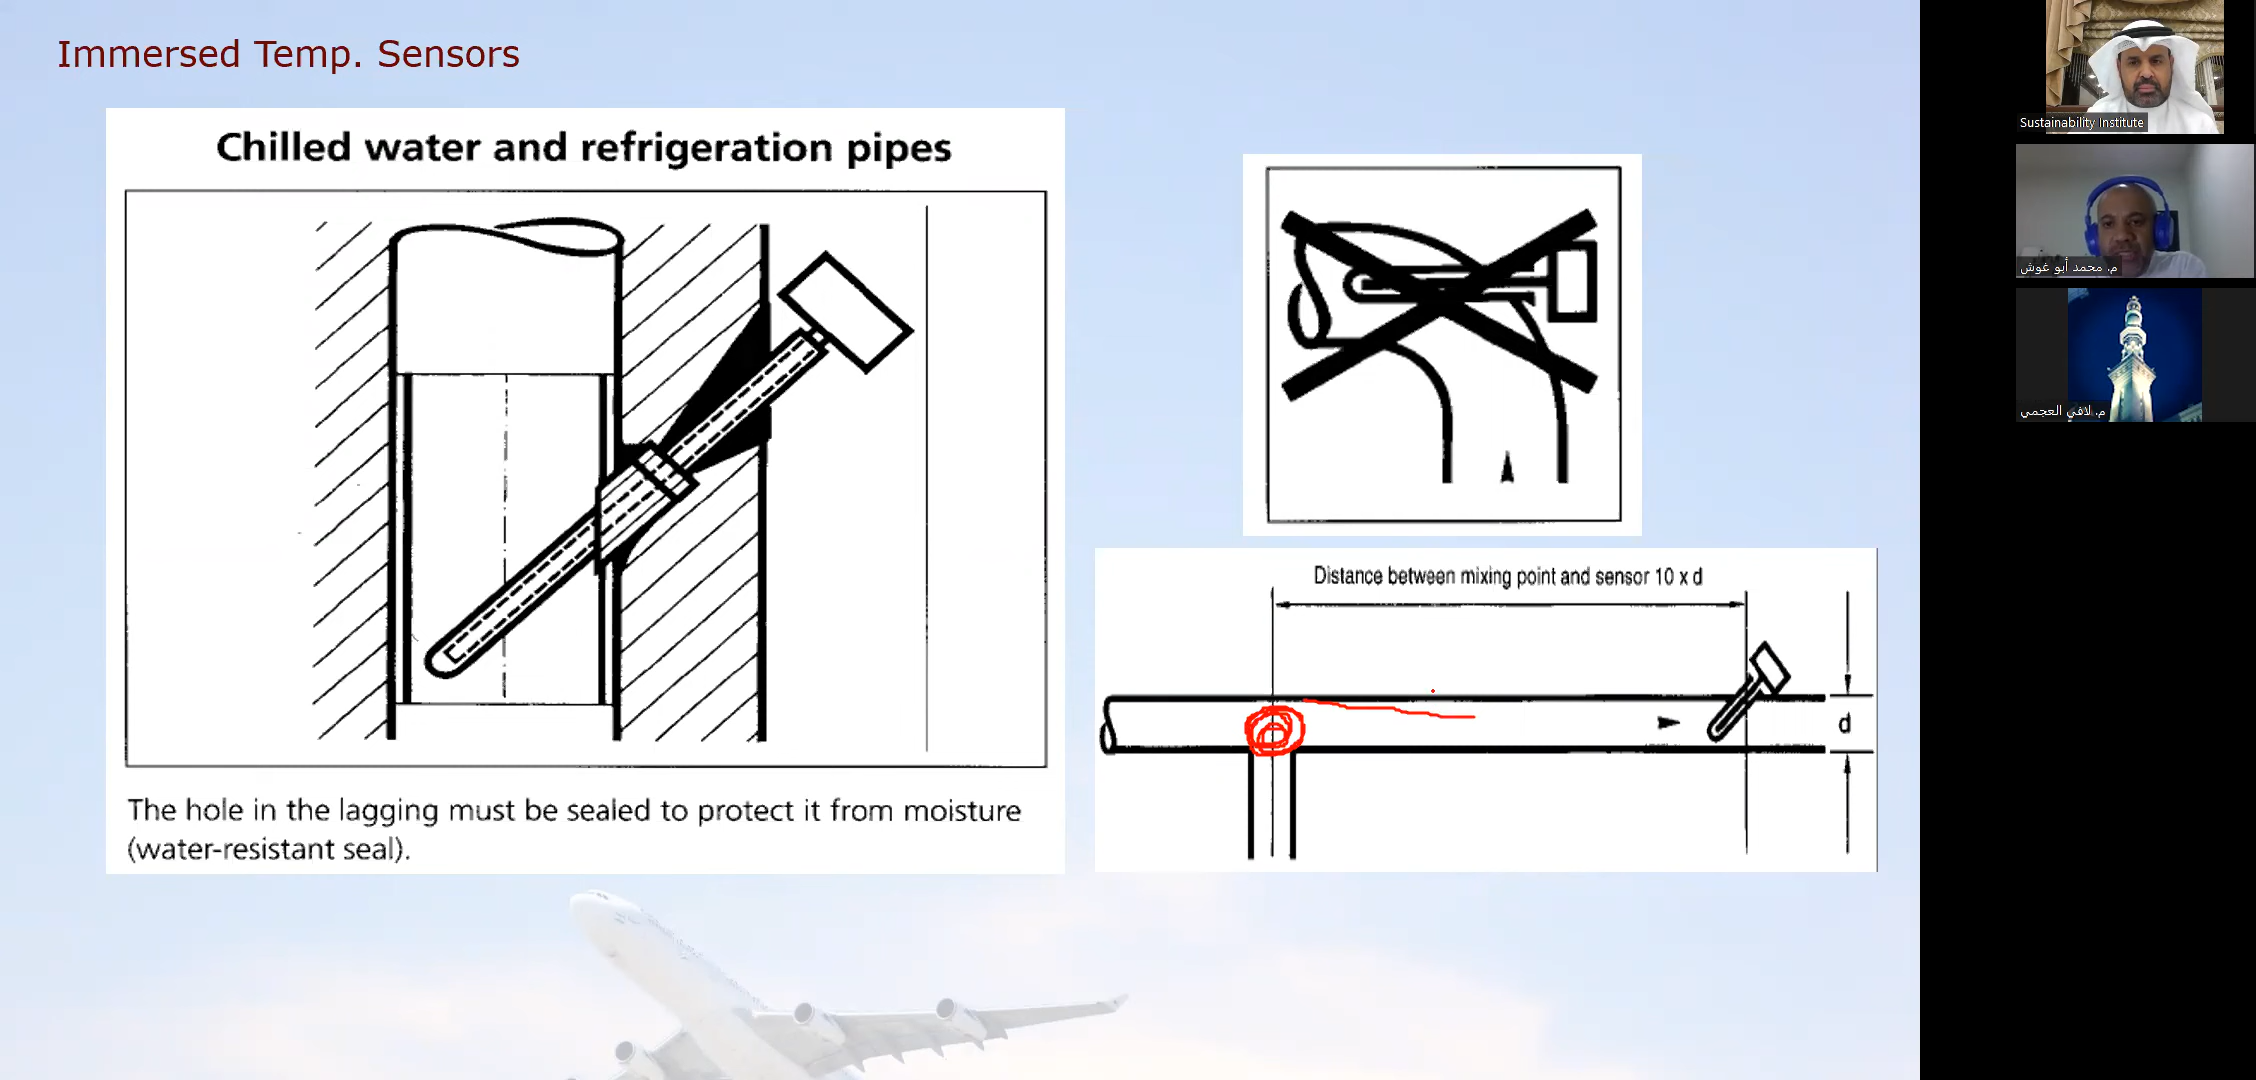 Immersed Temp. Sensors
Chilled water and refrigeration pipes
The hole in the lagging must be sealed to protect it from moisture
(water-resistant seal).
Distance between mixing point and sensor 10 x d
d
Sustainability Institute
م. محمد أبو غوش
م. لافي العجمي